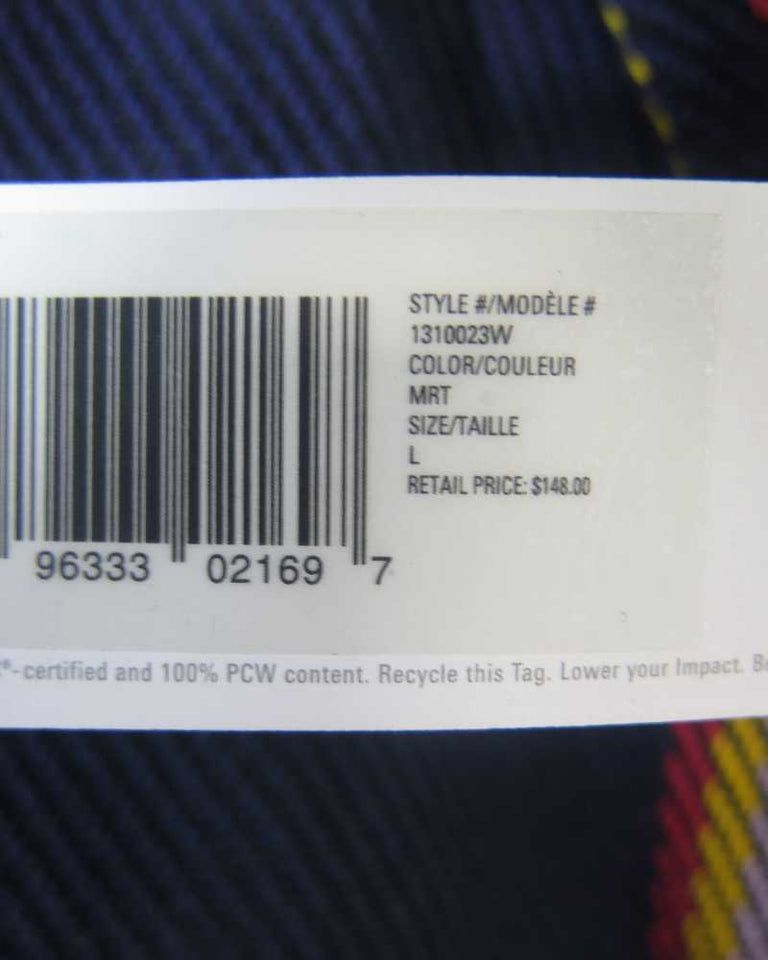 STYLE #/MODÈLE #
1310023W
COLOR/COULEUR
MRT
SIZE/TAILLE
L
RETAIL PRICE: $148.00
96333 02169 7
-certified and 100% PCW content. Recycle this Tag. Lower your Impact.